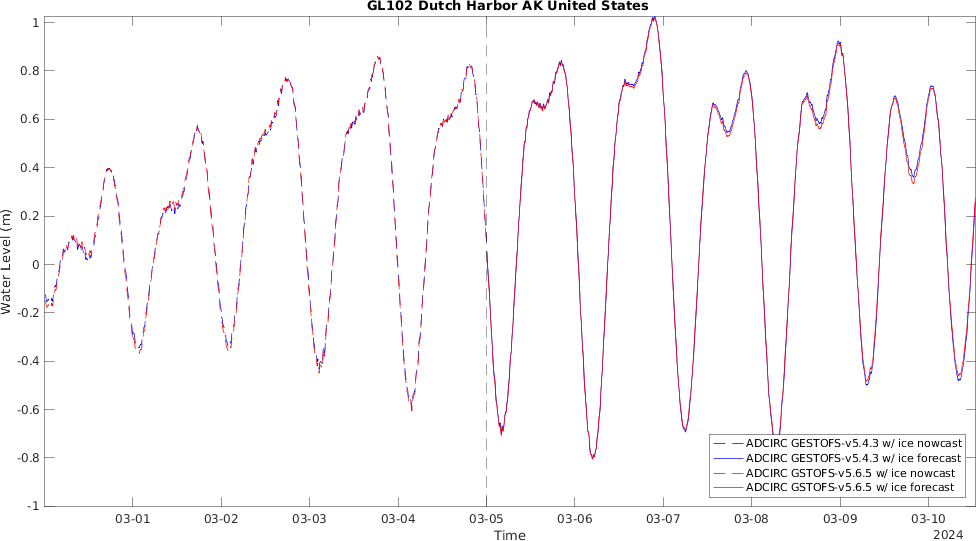 GL102 Dutch Harbor AK United States
1
0.8
0.6
0.4
0.2
0
-0.2
-0.4
-0.6
-0.8
-1
Water Level (m)
ADCIRC GESTOFS-v5.4.3 w/ ice nowcast
ADCIRC GESTOFS-v5.4.3 w/ ice forecast
ADCIRC GSTOFS-v5.6.5 w/ ice nowcast
ADCIRC GSTOFS-v5.6.5 w/ ice forecast
03-01 03-02 03-03 03-04 03-05 03-06 03-07 03-08 03-09 03-10
Time
2024